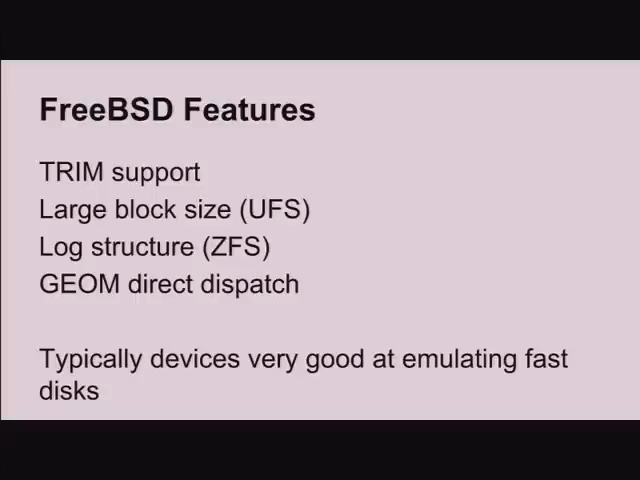 FreeBSD Features
TRIM support
Large block size (UFS)
Log structure (ZFS)
GEOM direct dispatch
Typically devices very good at emulating fast
disks